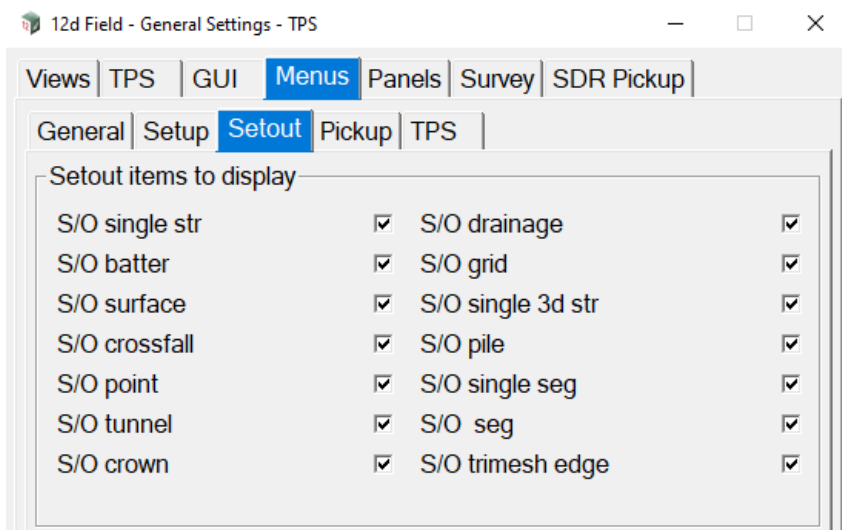 12d Field - General Settings - TPS
Views TPS GUI Menus Panels Survey SDR Pickup
General Setup Setout Pickup TPS
Setout items to display
S/O single str S/O drainage
S/O batter S/O grid
S/O surface S/O single 3d str
S/O crossfall S/O pile
S/O point S/O single seg
S/O tunnel S/O seg
S/O crown S/O trimesh edge